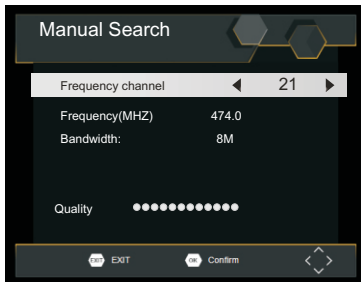 Manual Search
Frequency channel 21
Frequency(MHZ) 474.0
Bandwidth: 8M
Quality
EXIT EXIT OK Confirm